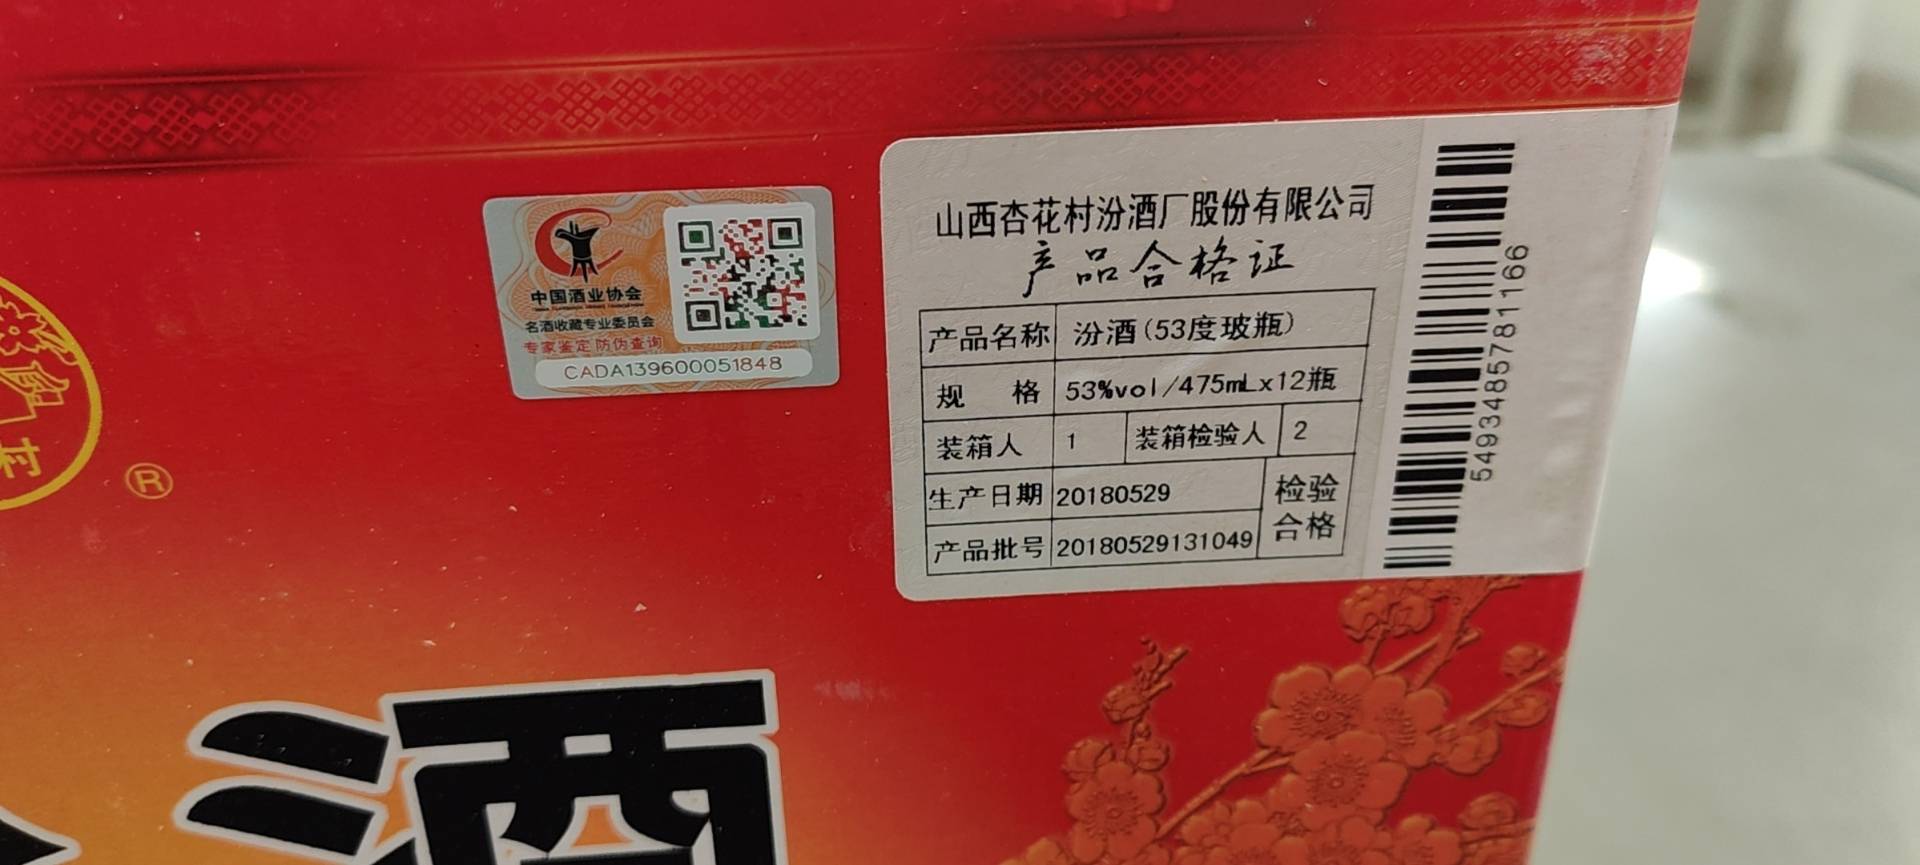 村
®
中国酒业协会
名酒收藏专业委员会
专家鉴定 防伪查询
CADA139600051848
山西杏花村汾酒厂股份有限公司
产品合格证
产品名称 汾酒(53度玻瓶)
规 格 53%vol/475mLx12瓶
装箱人 1 装箱检验人 2
生产日期 20180529 检验
产品批号 20180529131049 合格
5493485781166
酒